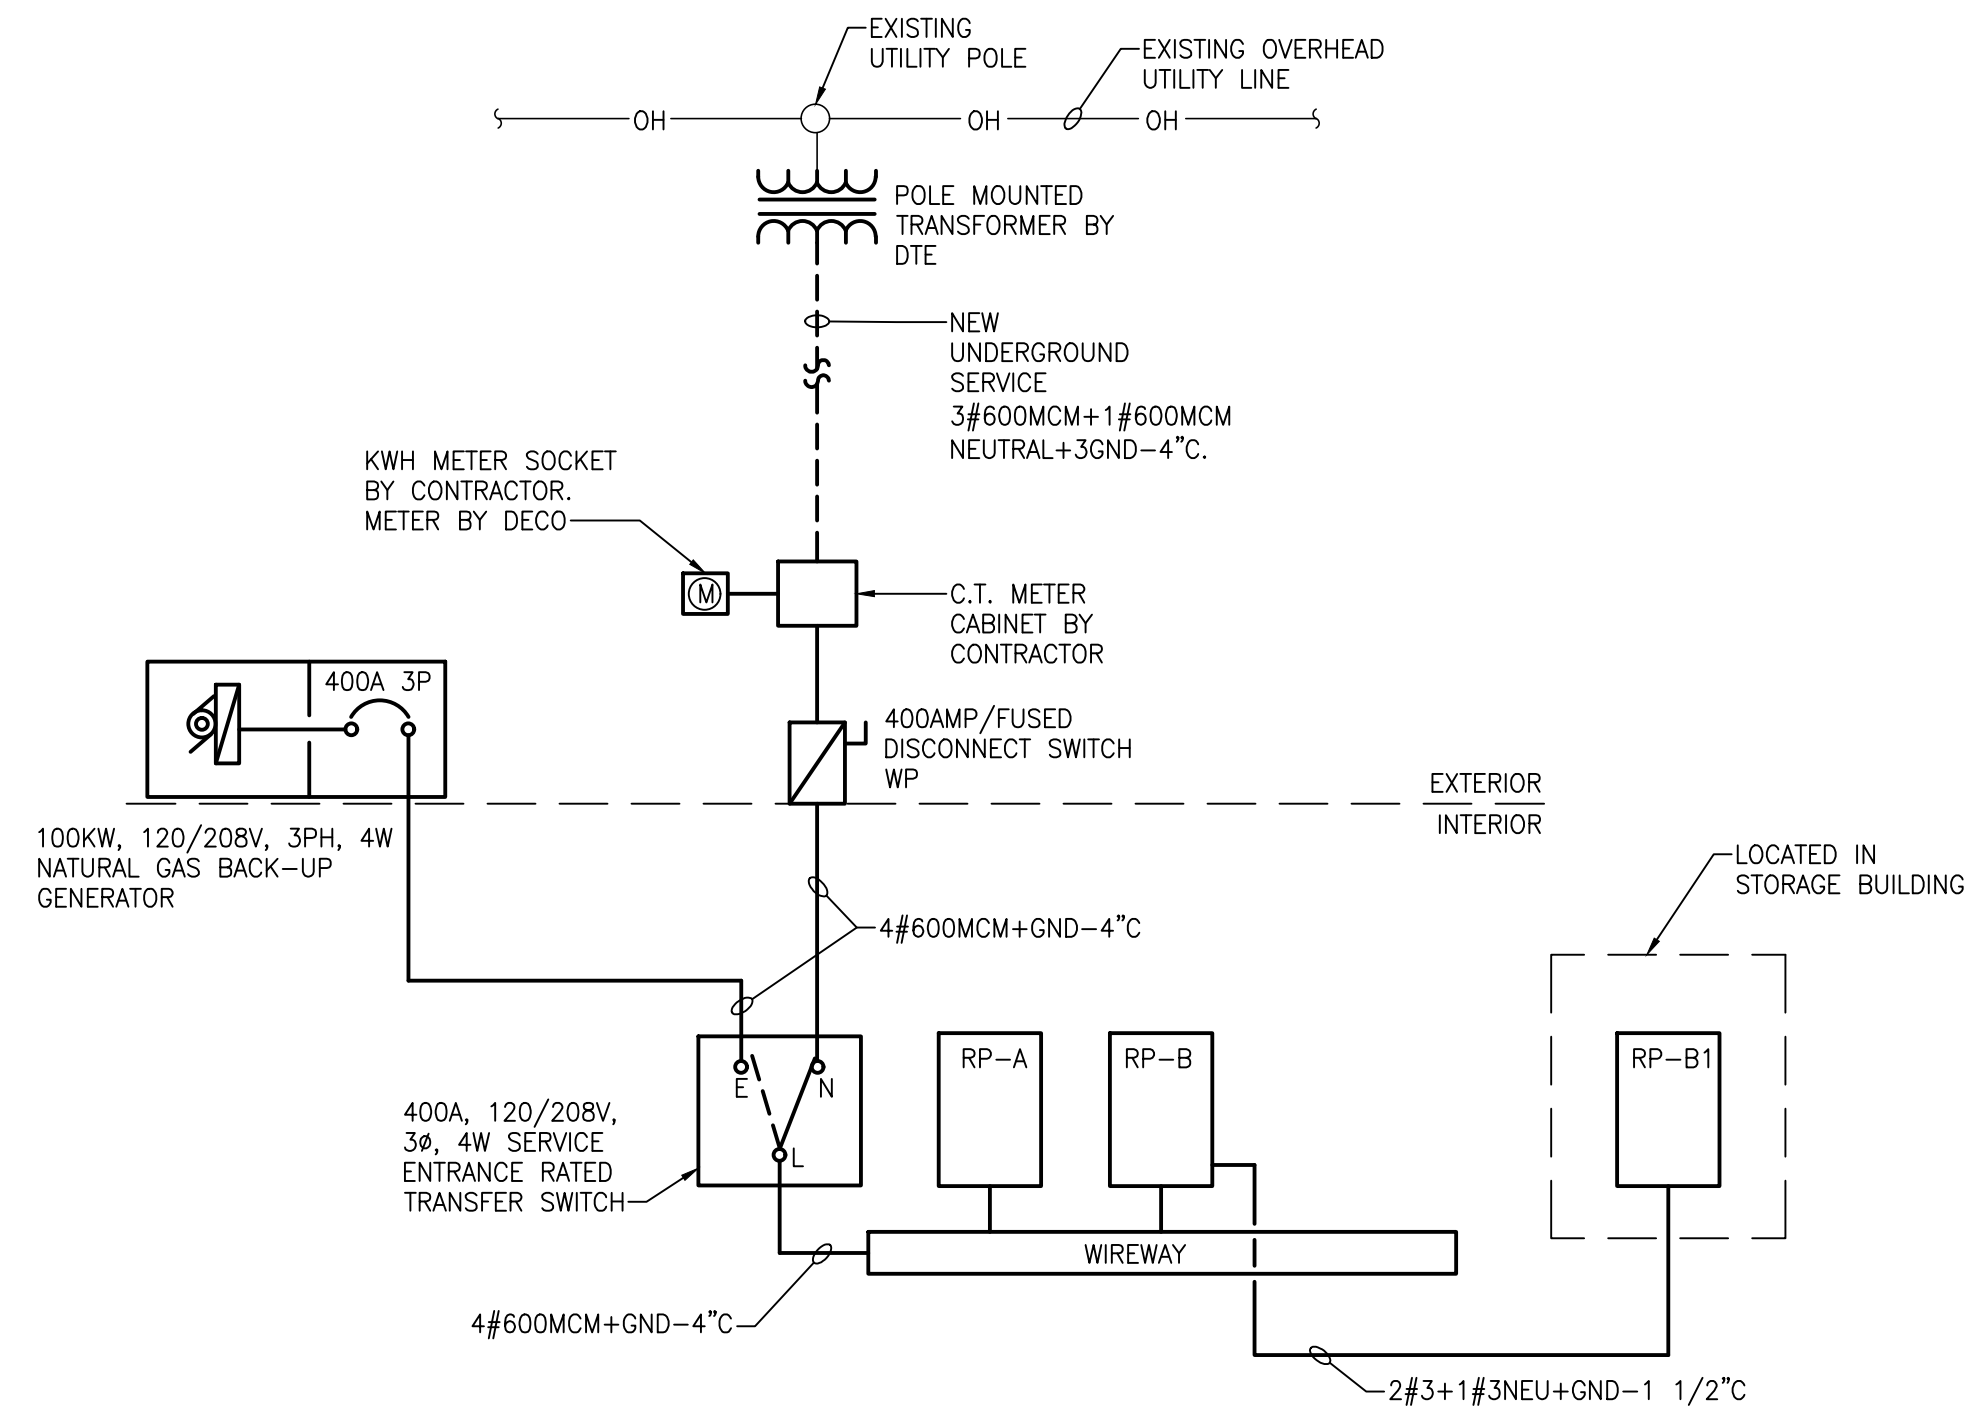 EXISTING
UTILITY POLE
EXISTING OVERHEAD
UTILITY LINE
OH
OH
OH
POLE MOUNTED
TRANSFORMER BY
DTE
NEW
UNDERGROUND
SERVICE
3#600MCM+1#600MCM
NEUTRAL+3GND-4"C.
KWH METER SOCKET
BY CONTRACTOR.
METER BY DECO
M
C.T. METER
CABINET BY
CONTRACTOR
400A 3P
400AMP/FUSED
DISCONNECT SWITCH
WP
EXTERIOR
INTERIOR
100KW, 120/208V, 3PH, 4W
NATURAL GAS BACK-UP
GENERATOR
LOCATED IN
STORAGE BUILDING
4#600MCM+GND-4"C
E
N
L
RP-A
RP-B
RP-B1
400A, 120/208V,
3ø, 4W SERVICE
ENTRANCE RATED
TRANSFER SWITCH
WIREWAY
4#600MCM+GND-4"C
2#3+1#3NEU+GND-1 1/2"C